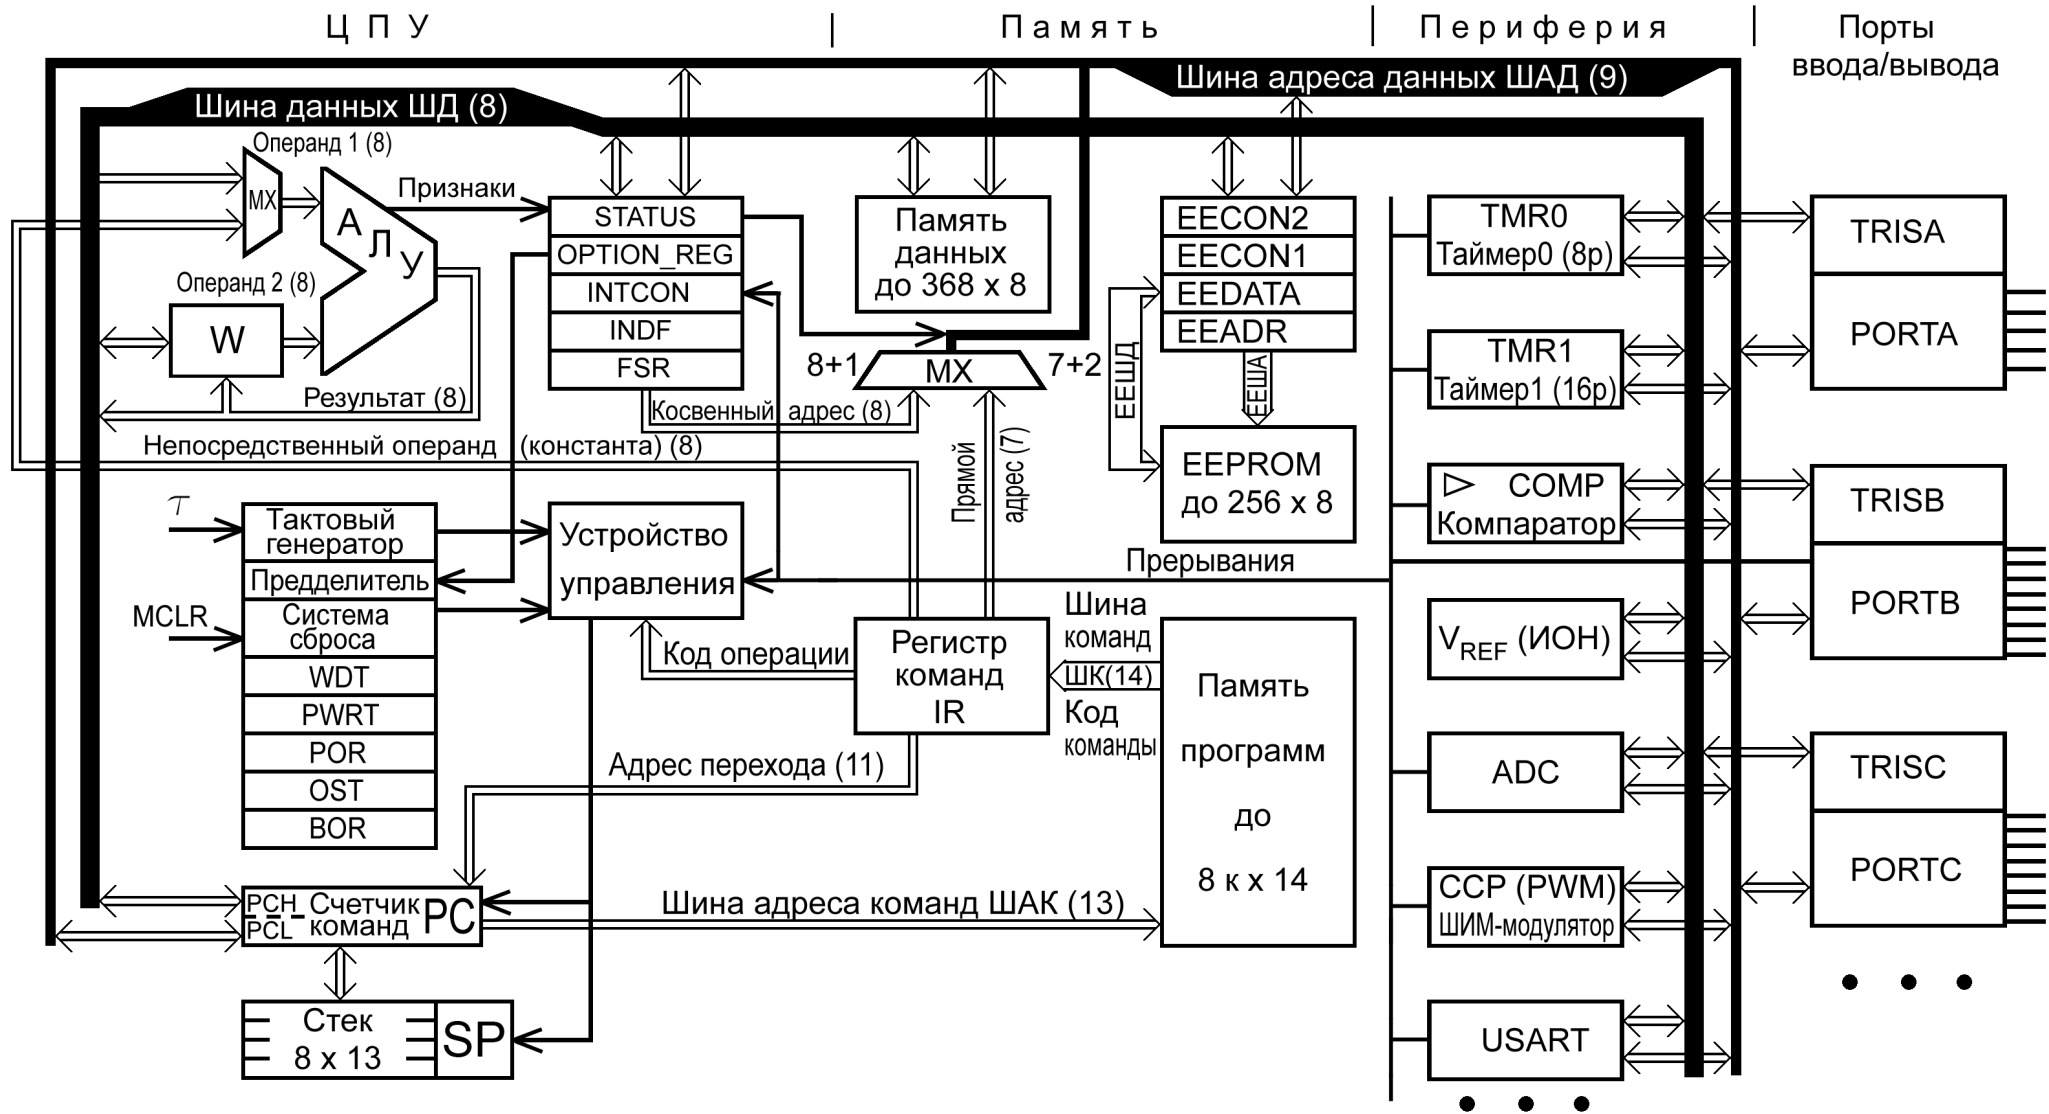 Ц П У
Память
Периферия
Порты
ввода/вывода
Шина адреса данных ШАД (9)
Шина данных ШД (8)
Операнд 1 (8)
MX
АЛУ
Признаки
Операнд 2 (8)
W
Результат (8)
STATUS
OPTION_REG
INTCON
INDF
FSR
Память
данных
до 368 x 8
8+1
MX
7+2
Косвенный адрес (8)
Непосредственный операнд (константа) (8)
Прямой
адрес (7)
EECON2
EECON1
EEDATA
EEADR
ЕЕШД
ЕЕША
EEPROM
до 256 x 8
τ
MCLR
Тактовый
генератор
Предделитель
Система
сброса
WDT
PWRT
POR
OST
BOR
Устройство
управления
Прерывания
Код операции
Регистр
команд
IR
Шина
команд
ШК(14)
Код
команды
Память
программ
до
8 к x 14
Адрес перехода (11)
PCH
PCL
Счетчик
команд
PC
Шина адреса команд ШАК (13)
Стек
8 x 13
SP
TMR0
Таймер0 (8р)
TMR1
Таймер1 (16р)
COMP
Компаратор
VREF (ИОН)
ADC
CCP (PWM)
ШИМ-модулятор
USART
TRISA
PORTA
TRISB
PORTB
TRISC
PORTC